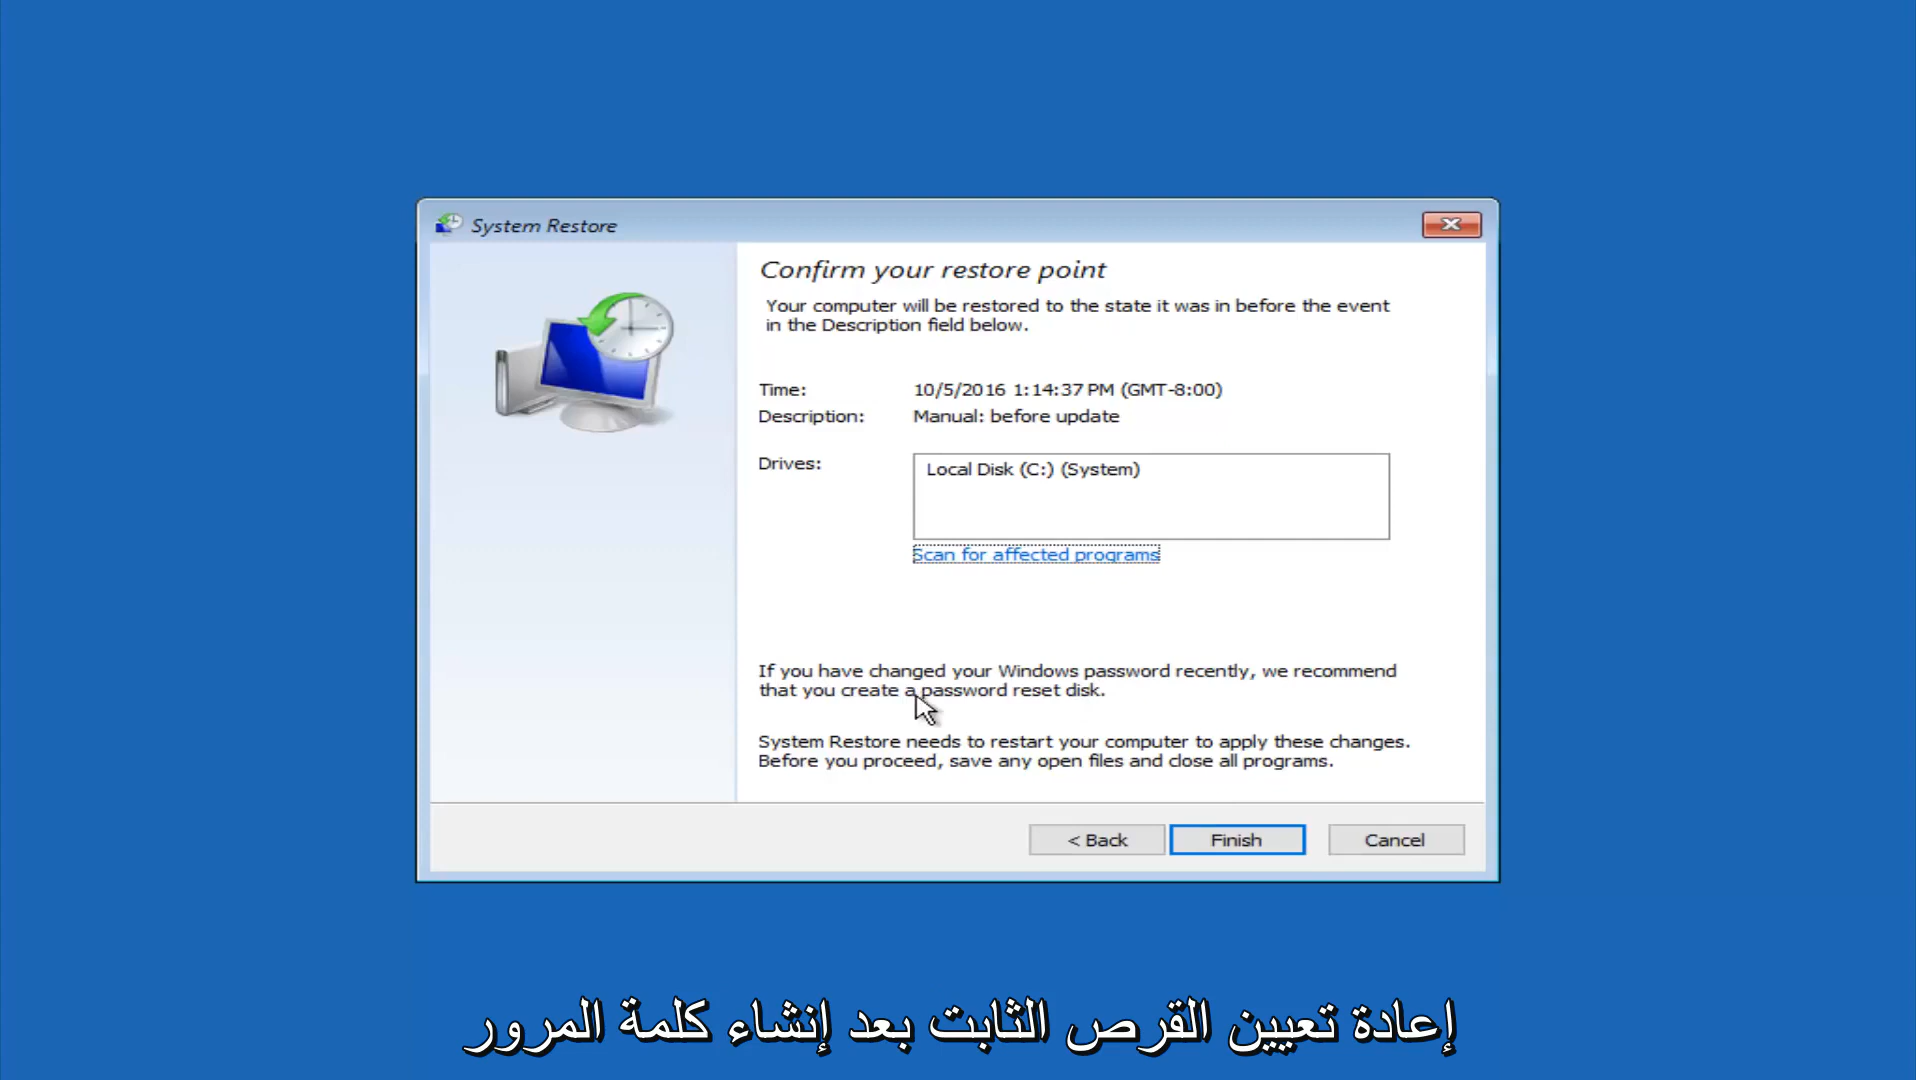 System Restore
Confirm your restore point
Your computer will be restored to the state it was in before the event
in the Description field below.
Time: 10/5/2016 1:14:37 PM (GMT-8:00)
Description: Manual: before update
Drives: Local Disk (C:) (System)
Scan for affected programs
If you have changed your Windows password recently, we recommend
that you create a password reset disk.
System Restore needs to restart your computer to apply these changes.
Before you proceed, save any open files and close all programs.
< Back Finish Cancel
إعادة تعيين القرص الثابت بعد إنشاء كلمة المرور